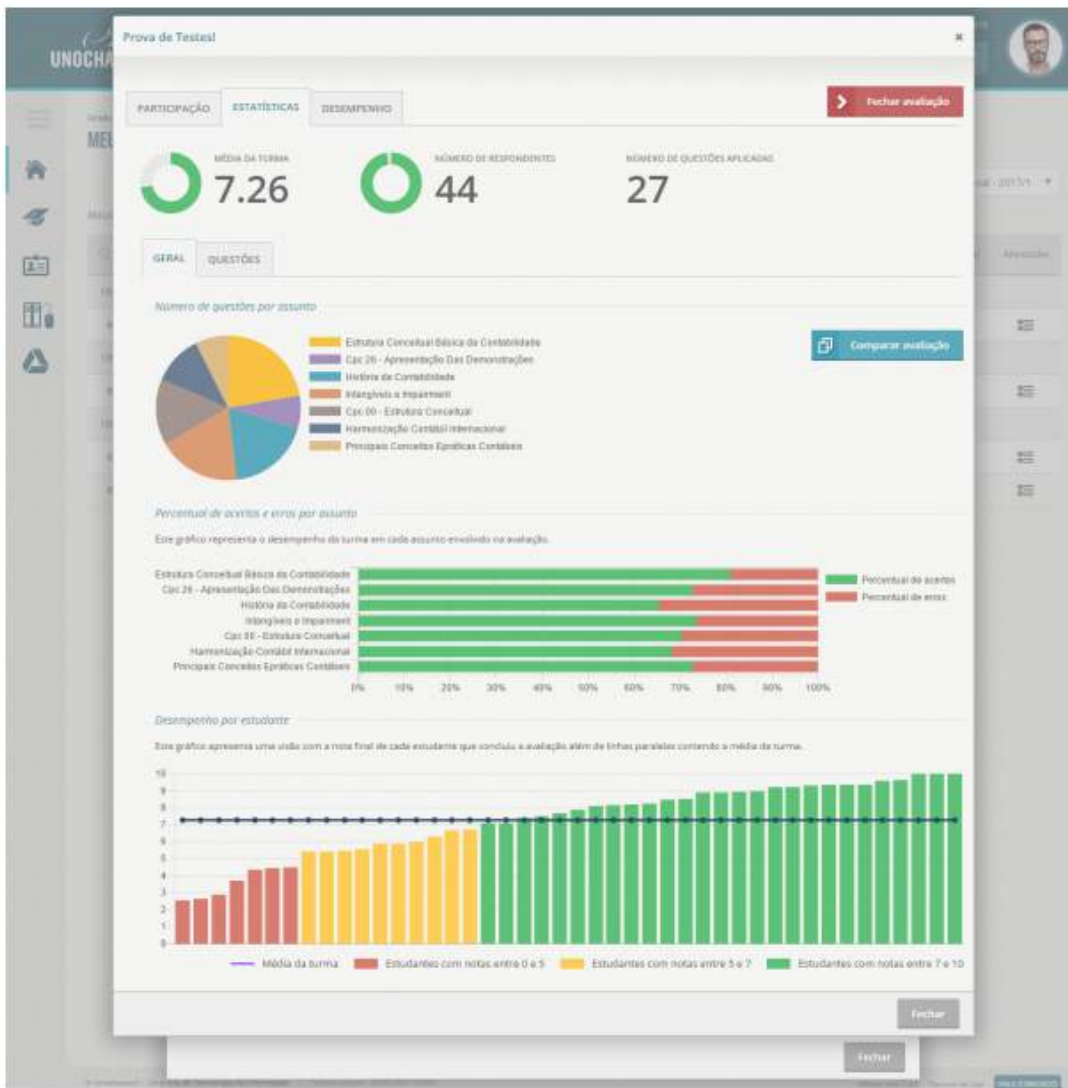 UNOCHA
Prova de Testes!
×
PARTICIPAÇÃO ESTATÍSTICAS DESEMPENHO
Fechar avaliação
MEL
MÉDIA DA TURMA
7.26
NÚMERO DE RESPONDENTES
44
NÚMERO DE QUESTÕES APLICADAS
27
GERAL QUESTÕES
Número de questões por assunto
Comparar avaliação
Estrutura Conceitual Básica da Contabilidade
Cpc 26 - Apresentação Das Demonstrações
História da Contabilidade
Intangíveis e Impairment
Cpc 00 - Estrutura Conceitual
Harmonização Contábil Internacional
Principais Conceitos Epráticas Contábeis
Percentual de acertos e erros por assunto
Este gráfico representa o desempenho da turma em cada assunto envolvido na avaliação.
Estrutura Conceitual Básica da Contabilidade
Cpc 26 - Apresentação Das Demonstrações
História da Contabilidade
Intangíveis e Impairment
Cpc 00 - Estrutura Conceitual
Harmonização Contábil Internacional
Principais Conceitos Epráticas Contábeis
Percentual de acertos
Percentual de erros
0% 10% 20% 30% 40% 50% 60% 70% 80% 90% 100%
Desempenho por estudante
Este gráfico apresenta uma visão com a nota final de cada estudante que concluiu a avaliação além de linhas paralelas contendo a média da turma.
10
9
8
7
6
5
4
3
2
1
0
Média da turma Estudantes com notas entre 0 e 5 Estudantes com notas entre 5 e 7 Estudantes com notas entre 7 e 10
Fechar
Fechar